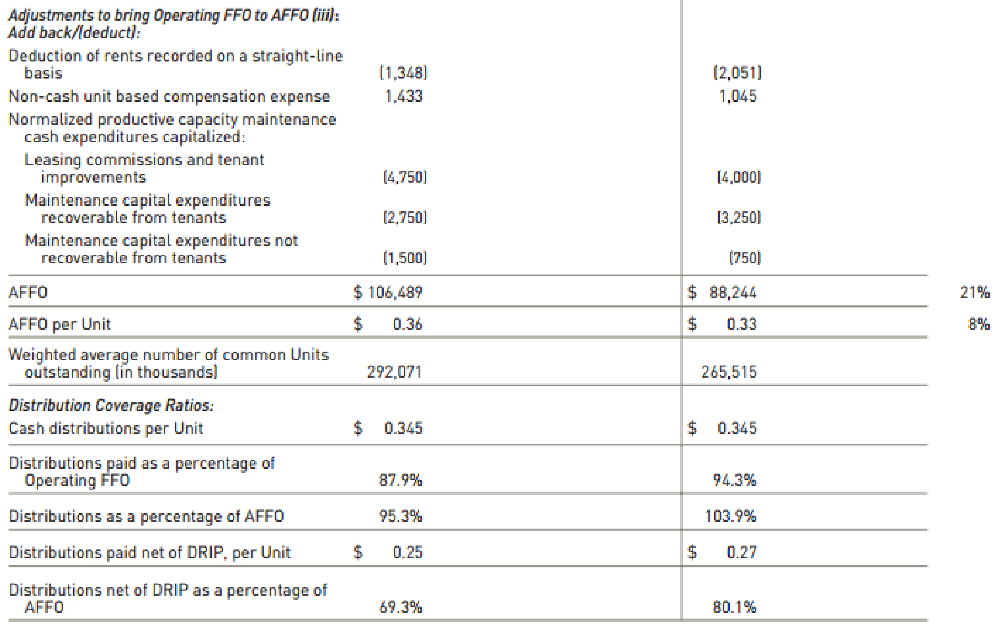 Adjustments to bring Operating FFO to AFFO (iii):
Add back/(deduct):
Deduction of rents recorded on a straight-line
basis (1,348) (2,051)
Non-cash unit based compensation expense 1,433 1,045
Normalized productive capacity maintenance
cash expenditures capitalized:
Leasing commissions and tenant
improvements (4,750) (4,000)
Maintenance capital expenditures
recoverable from tenants (2,750) (3,250)
Maintenance capital expenditures not
recoverable from tenants (1,500) (750)
AFFO $ 106,489 $ 88,244 21%
AFFO per Unit $ 0.36 $ 0.33 8%
Weighted average number of common Units
outstanding (in thousands) 292,071 265,515
Distribution Coverage Ratios:
Cash distributions per Unit $ 0.345 $ 0.345
Distributions paid as a percentage of
Operating FFO 87.9% 94.3%
Distributions as a percentage of AFFO 95.3% 103.9%
Distributions paid net of DRIP, per Unit $ 0.25 $ 0.27
Distributions net of DRIP as a percentage of
AFFO 69.3% 80.1%